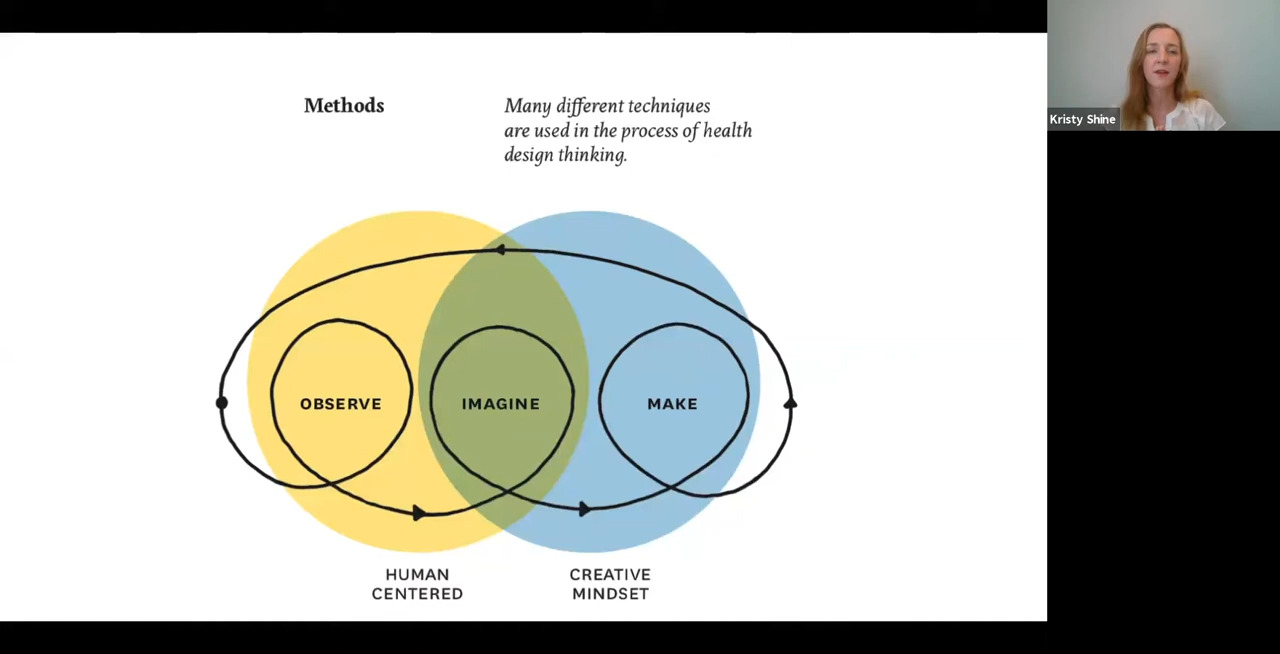 Methods
Many different techniques
are used in the process of health
design thinking.
Kristy Shine
OBSERVE
IMAGINE
MAKE
HUMAN
CENTERED
CREATIVE
MINDSET